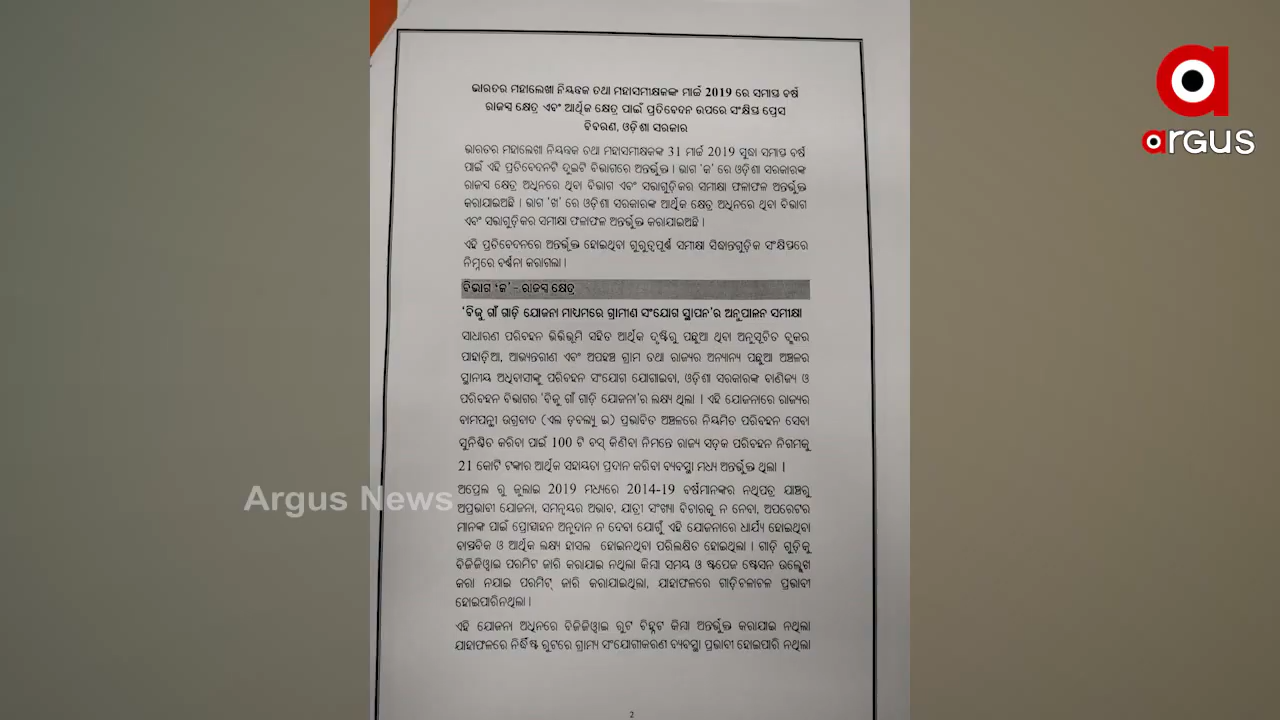 ଭାରତର ମହାଲେଖା ନିୟନ୍ତ୍ରକ ତଥା ମହାସମୀକ୍ଷକଙ୍କ ମାର୍ଚ୍ଚ 2019 ରେ ସମାପ୍ତ ବର୍ଷ
ରାଜସ୍ୱ କ୍ଷେତ୍ର ଏବଂ ଆର୍ଥିକ କ୍ଷେତ୍ର ପାଇଁ ପ୍ରତିବେଦନ ଉପରେ ସଂକ୍ଷିପ୍ତ ପ୍ରେସ
ବିବରଣ, ଓଡ଼ିଶା ସରକାର
ଭାରତର ମହାଲେଖା ନିୟନ୍ତ୍ରକ ତଥା ମହାସମୀକ୍ଷକଙ୍କ 31 ମାର୍ଚ୍ଚ 2019 ସୁଦ୍ଧା ସମାପ୍ତ ବର୍ଷ
ପାଇଁ ଏହି ପ୍ରତିବେଦନଟି ଦୁଇଟି ବିଭାଗରେ ଅନ୍ତର୍ଭୁକ୍ତ । ଭାଗ 'କ' ରେ ଓଡ଼ିଶା ସରକାରଙ୍କ
ରାଜସ୍ୱ କ୍ଷେତ୍ର ଅଧିନରେ ଥିବା ବିଭାଗ ଏବଂ ସଭାଗୁଡ଼ିକର ସମୀକ୍ଷା ଫଳାଫଳ ଅନ୍ତର୍ଭୁକ୍ତ
କରାଯାଇଅଛି । ଭାଗ 'ଖ' ରେ ଓଡ଼ିଶା ସରକାରଙ୍କ ଆର୍ଥିକ କ୍ଷେତ୍ର ଅଧିନରେ ଥିବା ବିଭାଗ
ଏବଂ ସଭାଗୁଡ଼ିକର ସମୀକ୍ଷା ଫଳାଫଳ ଅନ୍ତର୍ଭୁକ୍ତ କରାଯାଇଅଛି ।
ଏହି ପ୍ରତିବେଦନରେ ଅନ୍ତର୍ଭୁକ୍ତ ହୋଇଥିବା ଗୁରୁତ୍ୱପୂର୍ଣ୍ଣ ସମୀକ୍ଷା ସିଦ୍ଧାନ୍ତଗୁଡ଼ିକ ସଂକ୍ଷିପ୍ତରେ
ନିମ୍ନରେ ବର୍ଣ୍ଣନା କରାଗଲା ।
ବିଭାଗ 'କ' - ରାଜସ୍ୱ କ୍ଷେତ୍ର
'ବିଜୁ ଗାଁ ଗାଡ଼ି ଯୋଜନା ମାଧ୍ୟମରେ ଗ୍ରାମୀଣ ସଂଯୋଗ ସ୍ଥାପନ'ର ଅନୁପାଳନ ସମୀକ୍ଷା
ସାଧାରଣ ପରିବହନ ଭିତ୍ତିଭୂମି ସହିତ ଆର୍ଥିକ ଦୃଷ୍ଟିରୁ ପଛୁଆ ଥିବା ଅନୁସୂଚିତ ବ୍ଲକର
ପାହାଡ଼ିଆ, ଆଭ୍ୟନ୍ତରୀଣ ଏବଂ ଅପହଞ୍ଚ ଗ୍ରାମ ତଥା ରାଜ୍ୟର ଅନ୍ୟାନ୍ୟ ପଛୁଆ ଅଞ୍ଚଳର
ସ୍ଥାନୀୟ ଅଧିବାସୀଙ୍କୁ ପରିବହନ ସଂଯୋଗ ଯୋଗାଇବା, ଓଡ଼ିଶା ସରକାରଙ୍କ ବାଣିଜ୍ୟ ଓ
ପରିବହନ ବିଭାଗର 'ବିଜୁ ଗାଁ ଗାଡ଼ି ଯୋଜନା'ର ଲକ୍ଷ୍ୟ ଥିଲା । ଏହି ଯୋଜନାରେ ରାଜ୍ୟର
ବାମପନ୍ଥୀ ଉଗ୍ରବାଦ (ଏଲ ଡ଼ବଲ୍ୟୁ ଇ) ପ୍ରଭାବିତ ଅଞ୍ଚଳରେ ନିୟମିତ ପରିବହନ ସେବା
ସୁନିଶ୍ଚିତ କରିବା ପାଇଁ 100 ଟି ବସ୍ କିଣିବା ନିମନ୍ତେ ରାଜ୍ୟ ସଡ଼କ ପରିବହନ ନିଗମକୁ
21 କୋଟି ଟଙ୍କାର ଆର୍ଥିକ ସହାୟତା ପ୍ରଦାନ କରିବା ବ୍ୟବସ୍ଥା ମଧ୍ୟ ଅନ୍ତର୍ଭୁକ୍ତ ଥିଲା ।
ଅପ୍ରେଲ ରୁ ଜୁଲାଇ 2019 ମଧ୍ୟରେ 2014-19 ବର୍ଷମାନଙ୍କର ନଥିପତ୍ର ଯାଞ୍ଚରୁ
ଅପ୍ରଭାବୀ ଯୋଜନା, ସମନ୍ୱୟର ଅଭାବ, ଯାତ୍ରୀ ସଂଖ୍ୟା ବିଚାରକୁ ନ ନେବା, ଅପରେଟର
ମାନଙ୍କ ପାଇଁ ପ୍ରୋତ୍ସାହନ ଅନୁଦାନ ନ ଦେବା ଯୋଗୁଁ ଏହି ଯୋଜନାରେ ଧାର୍ଯ୍ୟ ହୋଇଥିବା
ବାସ୍ତବିକ ଓ ଆର୍ଥିକ ଲକ୍ଷ୍ୟ ହାସଲ ହୋଇନଥିବା ପରିଲକ୍ଷିତ ହୋଇଥିଲା । ଗାଡ଼ି ଗୁଡ଼ିକୁ
ବିଜିଜିୱାଇ ପରମିଟ ଜାରି କରାଯାଇ ନଥିଲା କିମ୍ବା ସମୟ ଓ ଷ୍ଟପେଜ ଷ୍ଟେସନ ଉଲ୍ଲେଖ
କରା ନଯାଇ ପରମିଟ୍ ଜାରି କରାଯାଇଥିଲା, ଯାହାଫଳରେ ଗାଡ଼ିଚଳାଚଳ ପ୍ରଭାବୀ
ହୋଇପାରିନଥିଲା ।
ଏହି ଯୋଜନା ଅଧିନରେ ବିଜିଜିୱାଇ ରୁଟ ଚିହ୍ନଟ କିମ୍ବା ଅନ୍ତର୍ଭୁକ୍ତ କରାଯାଇ ନଥିଲା
ଯାହାଫଳରେ ନିର୍ଦ୍ଦିଷ୍ଟ ରୁଟରେ ଗ୍ରାମ୍ୟ ସଂଯୋଗୀକରଣ ବ୍ୟବସ୍ଥା ପ୍ରଭାବୀ ହୋଇପାରି ନଥିଲା
2
Argus News
argus